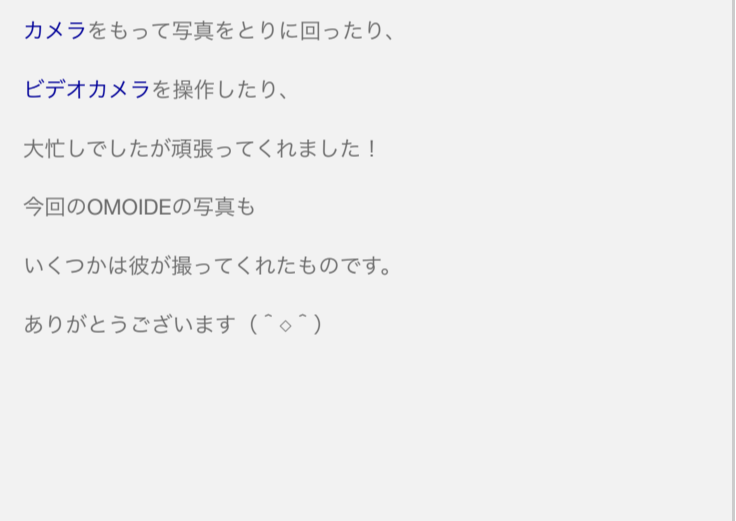 カメラをもって写真をとりに回ったり、
ビデオカメラを操作したり、
大忙しでしたが頑張ってくれました！
今回のOMOIDEの写真も
いくつかは彼が撮ってくれたものです。
ありがとうございます（＾◇＾）